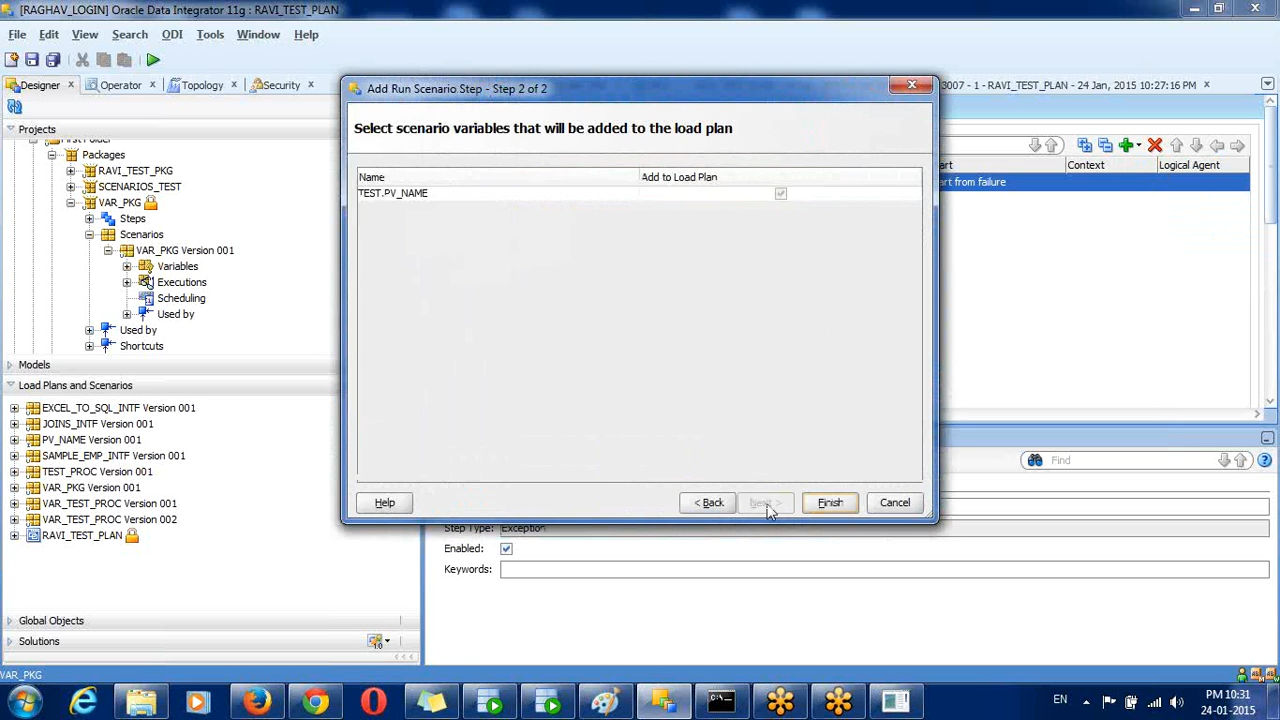 [RAGHAV_LOGIN] Oracle Data Integrator 11g : RAVI_TEST_PLAN
File Edit View Search ODI Tools Window Help
Designer Operator Topology Security
3007 - 1 - RAVI_TEST_PLAN - 24 Jan, 2015 10:27:16 PM
Projects
First Folder
Packages
RAVI_TEST_PKG
SCENARIOS_TEST
VAR_PKG
Steps
Scenarios
VAR_PKG Version 001
Variables
Executions
Scheduling
Used by
Used by
Shortcuts
Models
Load Plans and Scenarios
EXCEL_TO_SQL_INTF Version 001
JOINS_INTF Version 001
PV_NAME Version 001
SAMPLE_EMP_INTF Version 001
TEST_PROC Version 001
VAR_PKG Version 001
VAR_TEST_PROC Version 001
VAR_TEST_PROC Version 002
RAVI_TEST_PLAN
Global Objects
Solutions
1.0
VAR_PKG
Add Run Scenario Step - Step 2 of 2
Select scenario variables that will be added to the load plan
Name Add to Load Plan
TEST.PV_NAME
Help < Back Next > Finish Cancel
art Context Logical Agent
art from failure
Find
Step Type: Exception
Enabled:
Keywords:
EN PM 10:31
24-01-2015